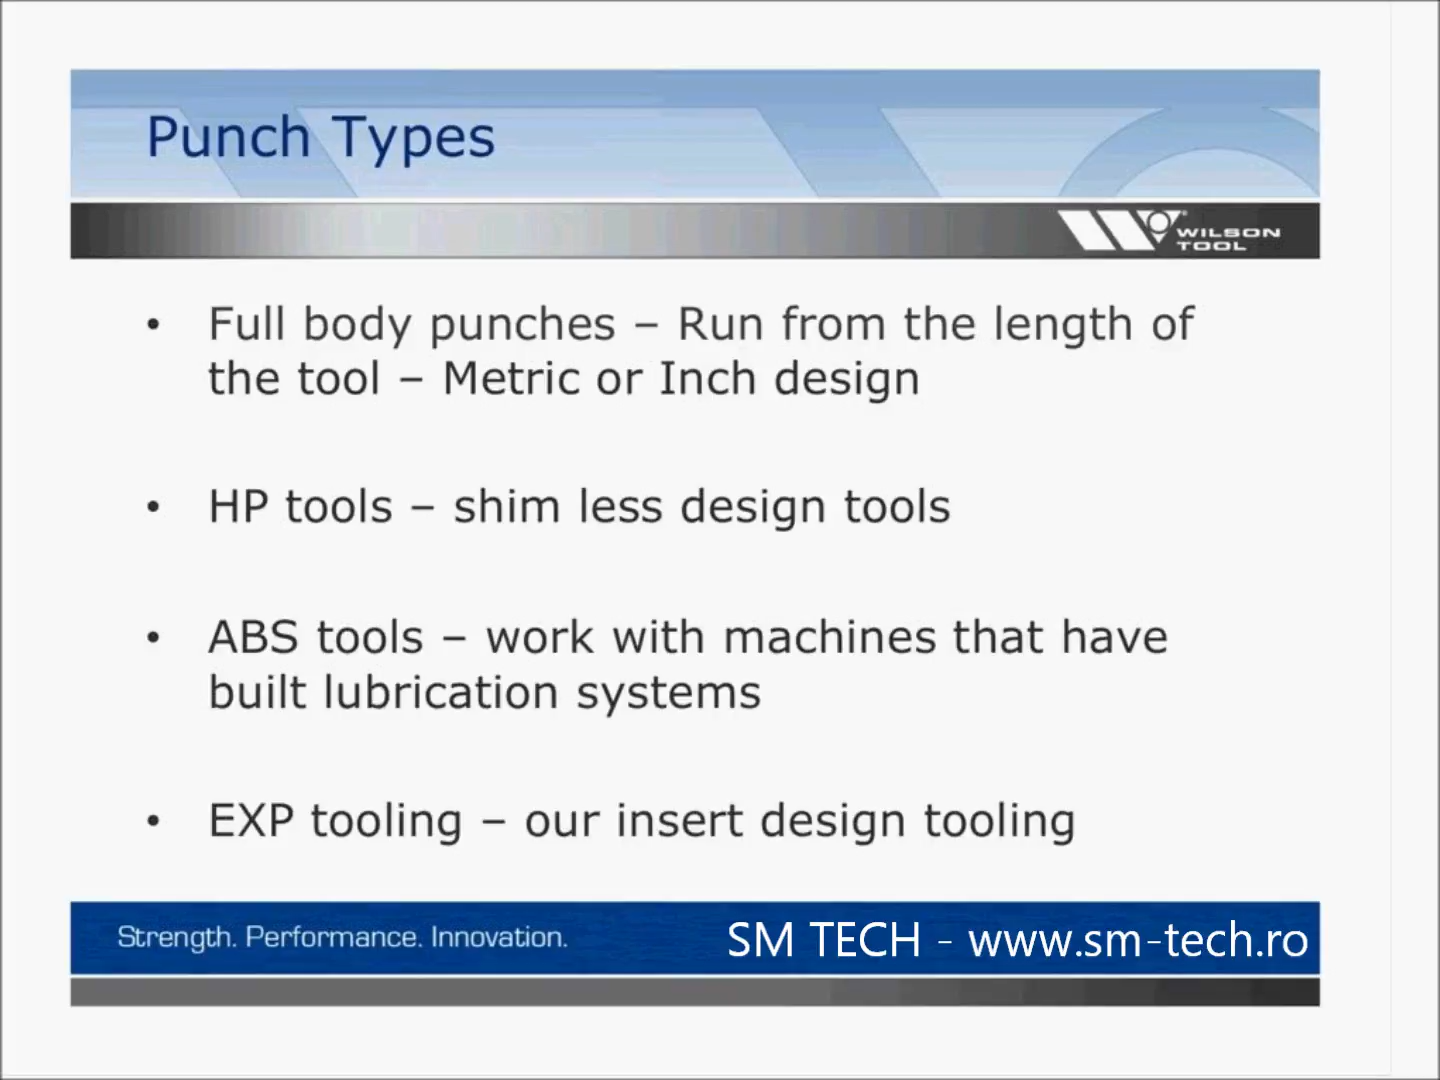 Punch Types
WILSON
TOOL
• Full body punches – Run from the length of
the tool – Metric or Inch design
• HP tools – shim less design tools
• ABS tools – work with machines that have
built lubrication systems
• EXP tooling – our insert design tooling
Strength. Performance. Innovation.
SM TECH - www.sm-tech.ro